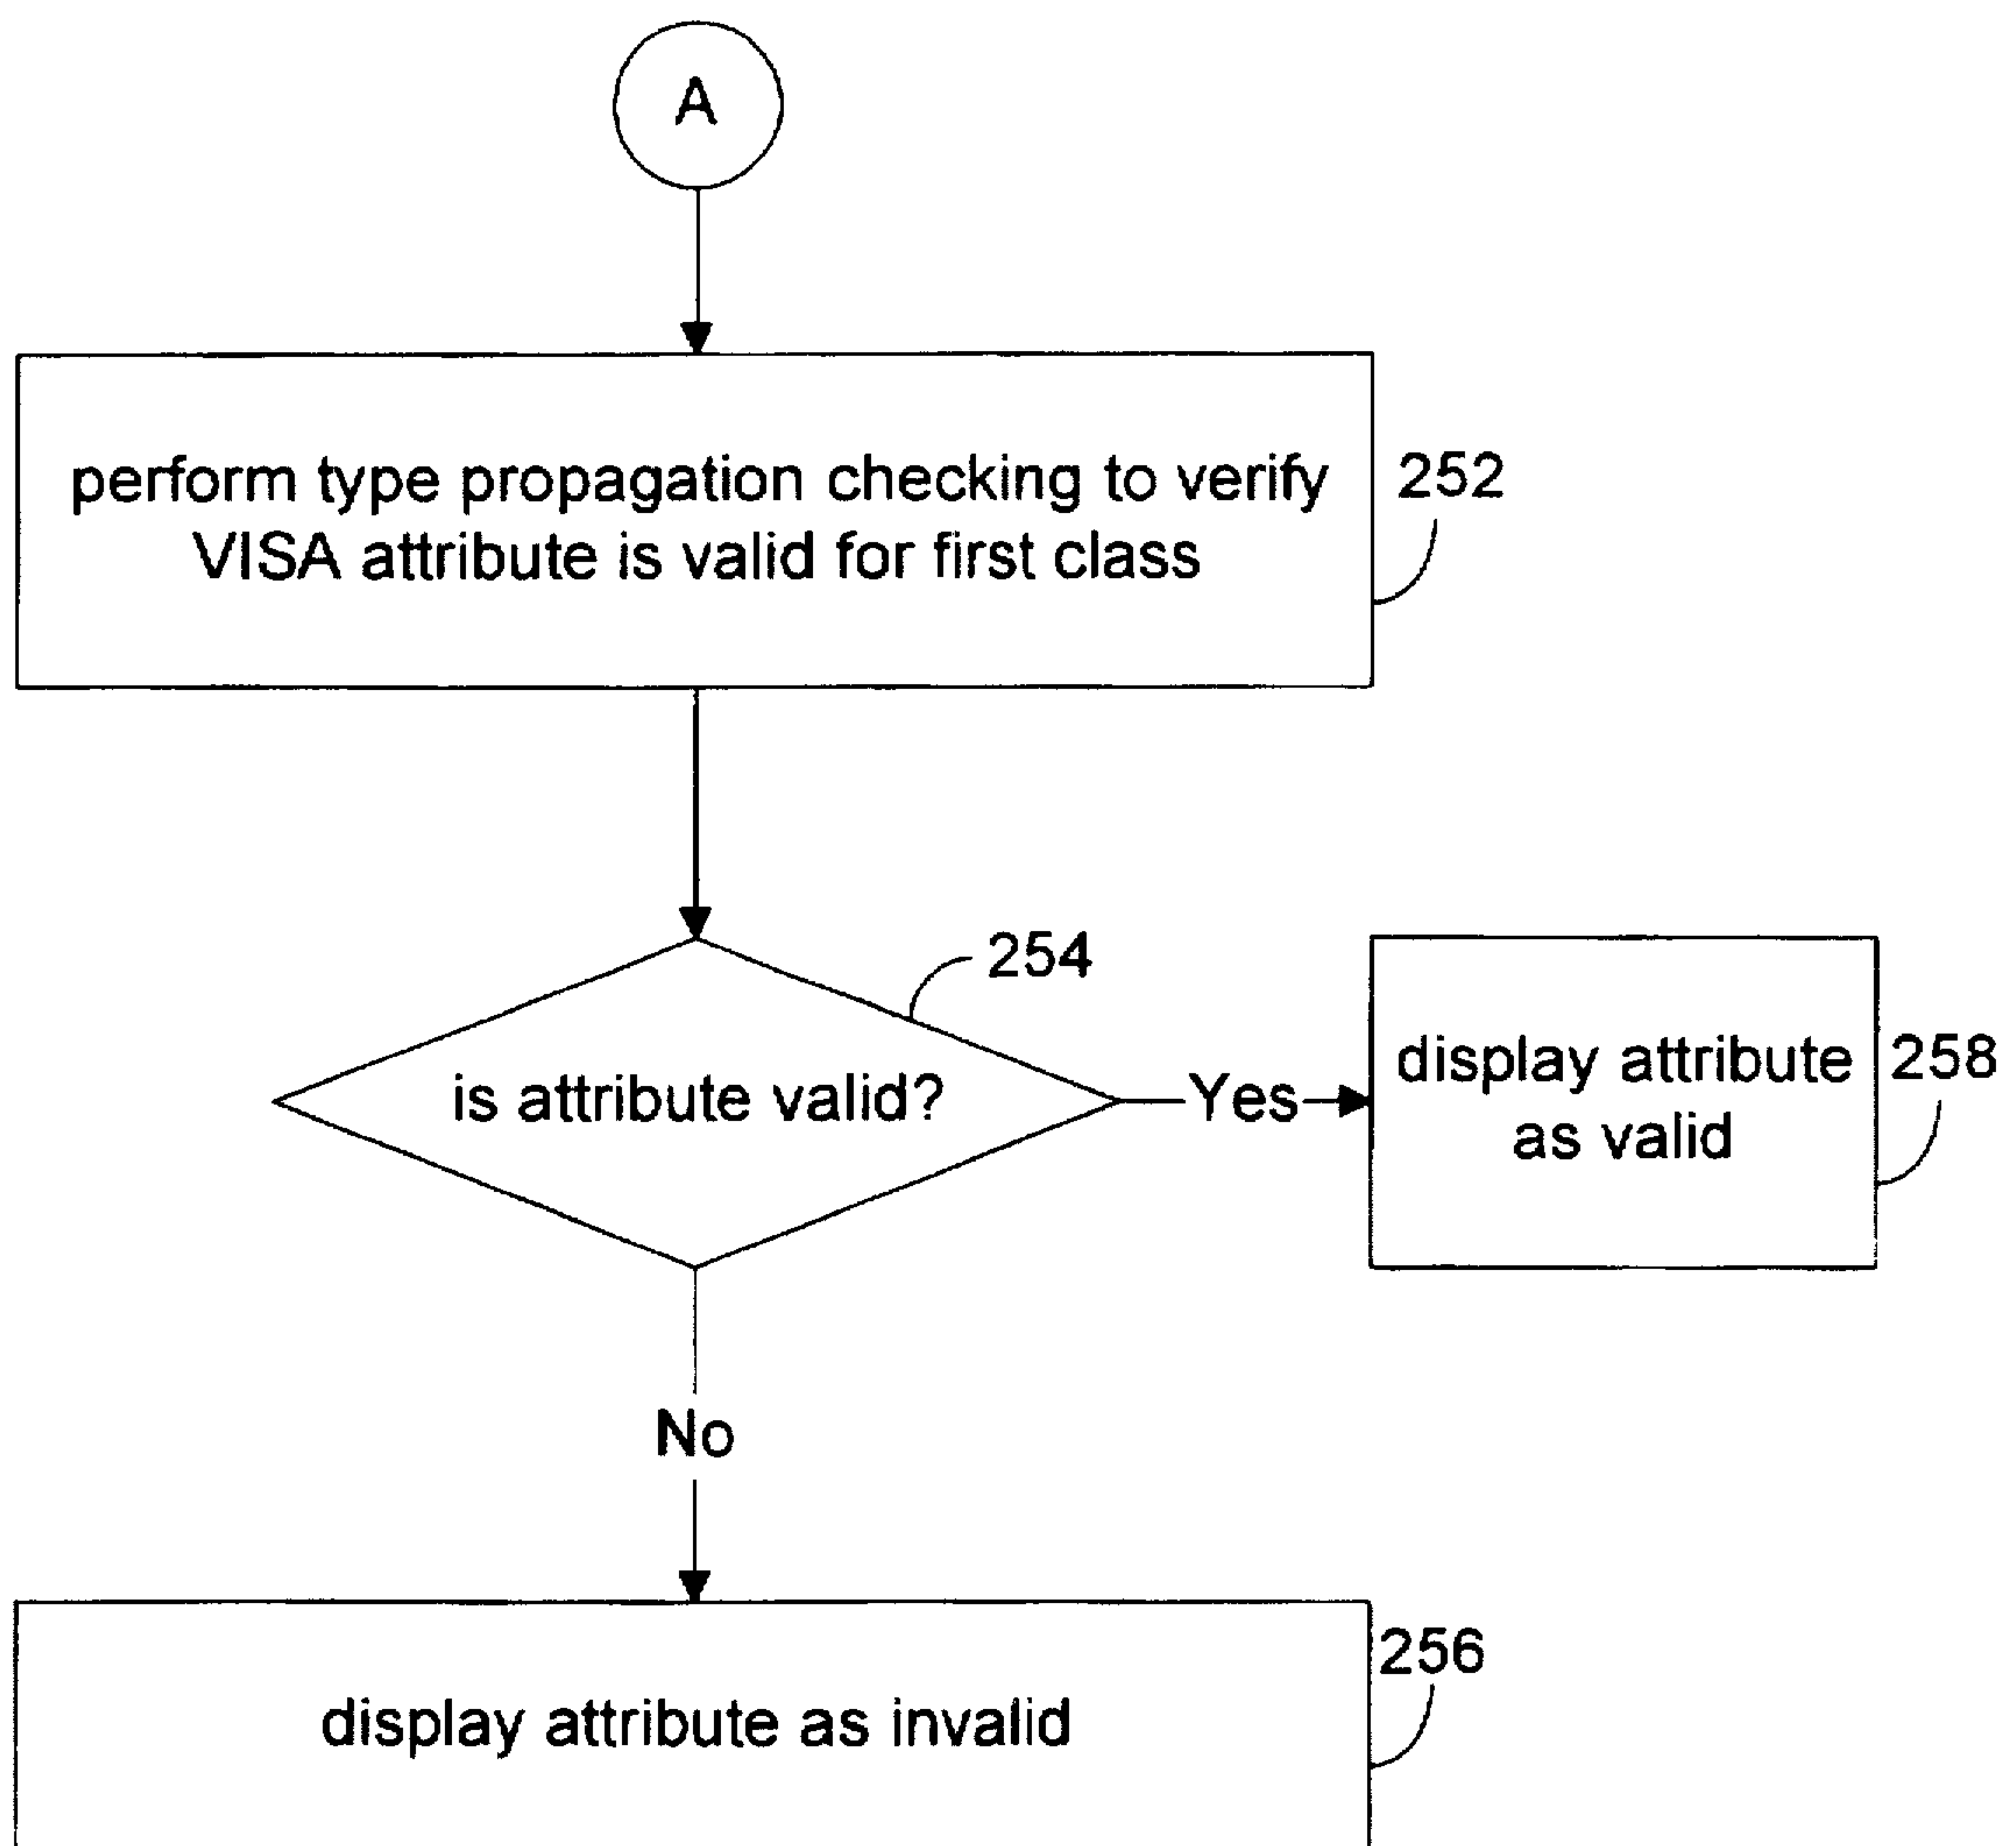 A
perform type propagation checking to verify
VISA attribute is valid for first class
252
254
is attribute valid?
Yes
display attribute
as valid
258
No
256
display attribute as invalid